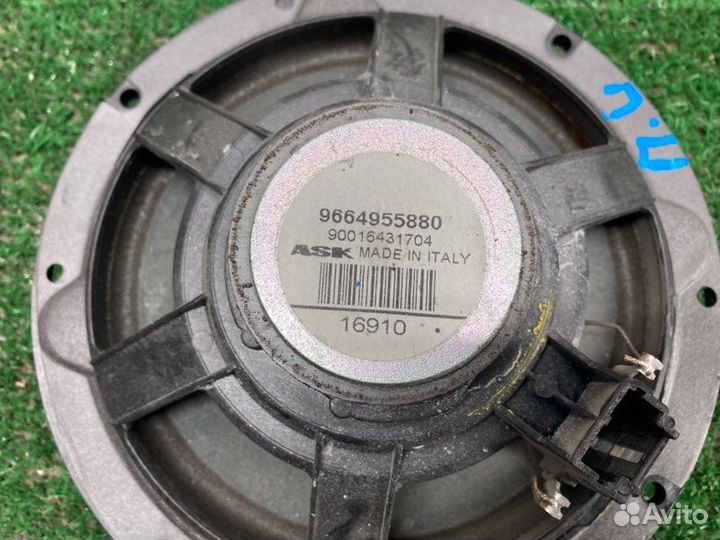 9664955880
90016431704
ASK MADE IN ITALY
16910
п.и
Avito